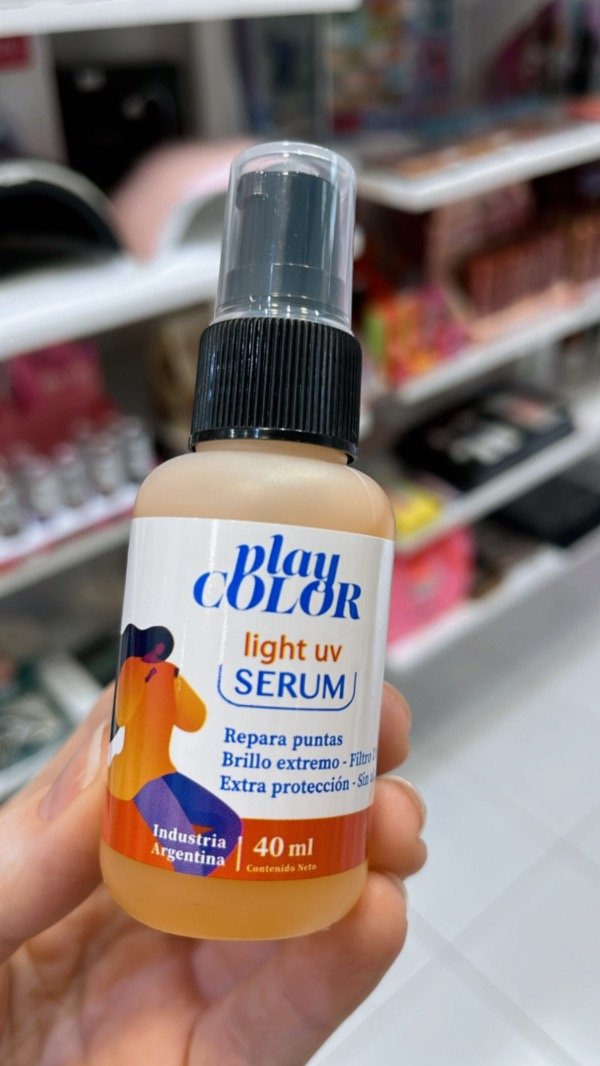 play
COLOR
light uv
SERUM
Repara puntas
Brillo extremo - Filtro
Extra protección - Sin
Industria
Argentina
40 ml
Contenido Neto